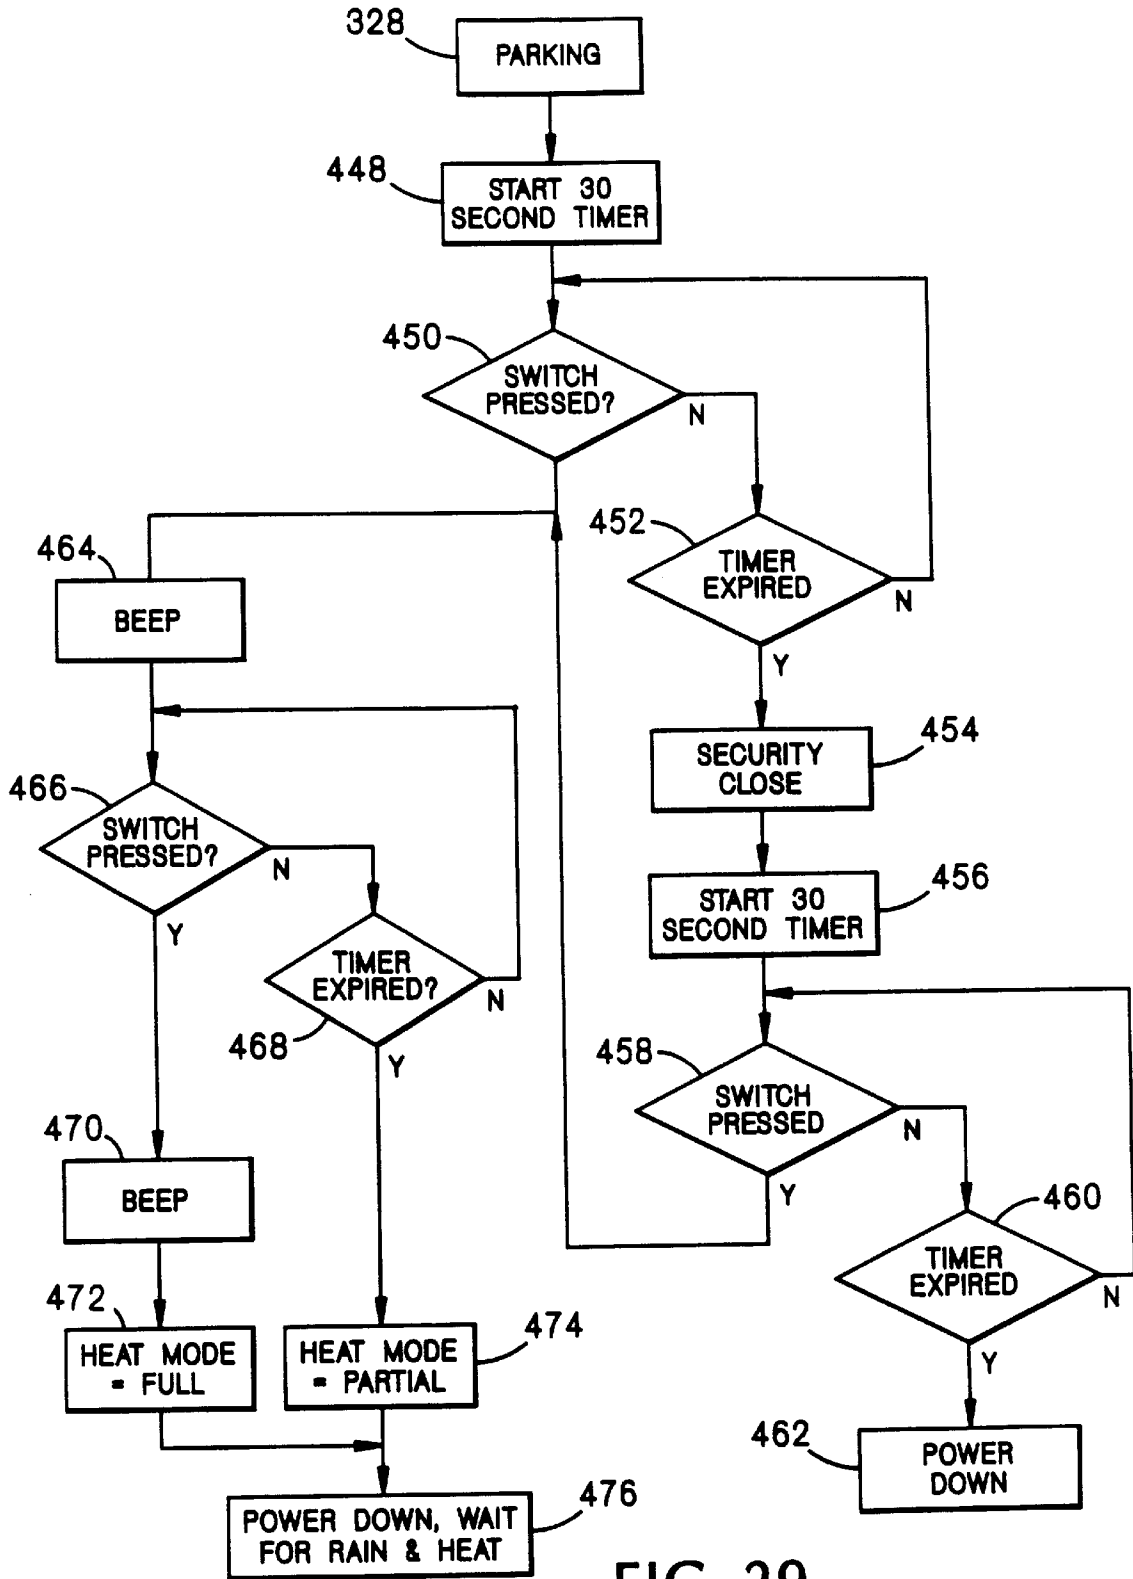 328
PARKING
448
START 30
SECOND TIMER
450
SWITCH
PRESSED?
N
452
TIMER
EXPIRED
N
Y
464
BEEP
454
SECURITY
CLOSE
466
SWITCH
PRESSED?
N
Y
456
START 30
SECOND TIMER
TIMER
EXPIRED?
N
468
Y
458
SWITCH
PRESSED
N
Y
470
BEEP
460
TIMER
EXPIRED
N
Y
472
HEAT MODE
= FULL
474
HEAT MODE
= PARTIAL
462
POWER
DOWN
476
POWER DOWN, WAIT
FOR RAIN & HEAT
FIG. 29